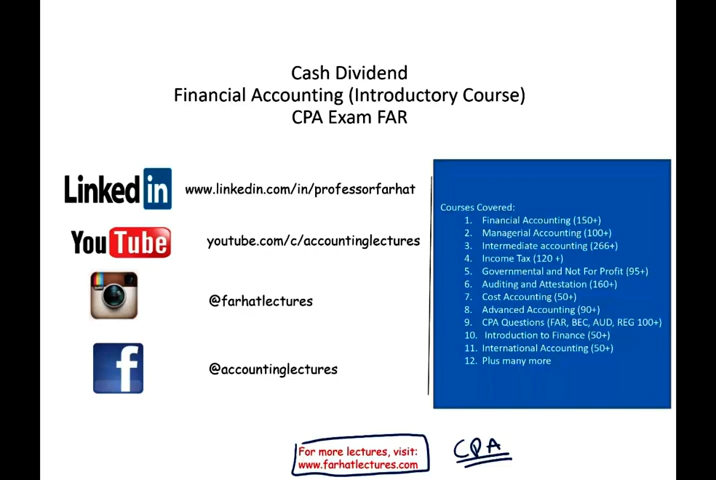 Cash Dividend
Financial Accounting (Introductory Course)
CPA Exam FAR
Linked in www.linkedin.com/in/professorfarhat
YouTube youtube.com/c/accountinglectures
@farhatlectures
f @accountinglectures
Courses Covered:
1. Financial Accounting (150+)
2. Managerial Accounting (100+)
3. Intermediate accounting (266+)
4. Income Tax (120 +)
5. Governmental and Not For Profit (95+)
6. Auditing and Attestation (160+)
7. Cost Accounting (50+)
8. Advanced Accounting (90+)
9. CPA Questions (FAR, BEC, AUD, REG 100+)
10. Introduction to Finance (50+)
11. International Accounting (50+)
12. Plus many more
For more lectures, visit:
www.farhatlectures.com
CPA